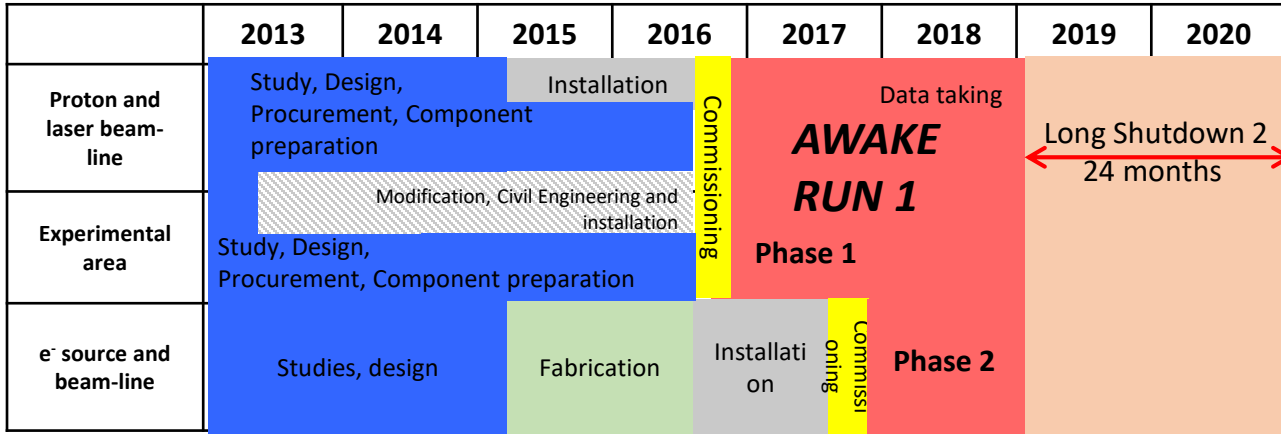 2013 2014 2015 2016 2017 2018 2019 2020
Proton and
laser beam-
line
Study, Design,
Procurement, Component
preparation
Installation
Commissioning
Data taking
AWAKE
RUN 1
Long Shutdown 2
24 months
Modification, Civil Engineering and
installation
Experimental
area
Study, Design,
Procurement, Component preparation
Phase 1
e- source and
beam-line
Studies, design
Fabrication
Installati
on
Commissi
oning
Phase 2